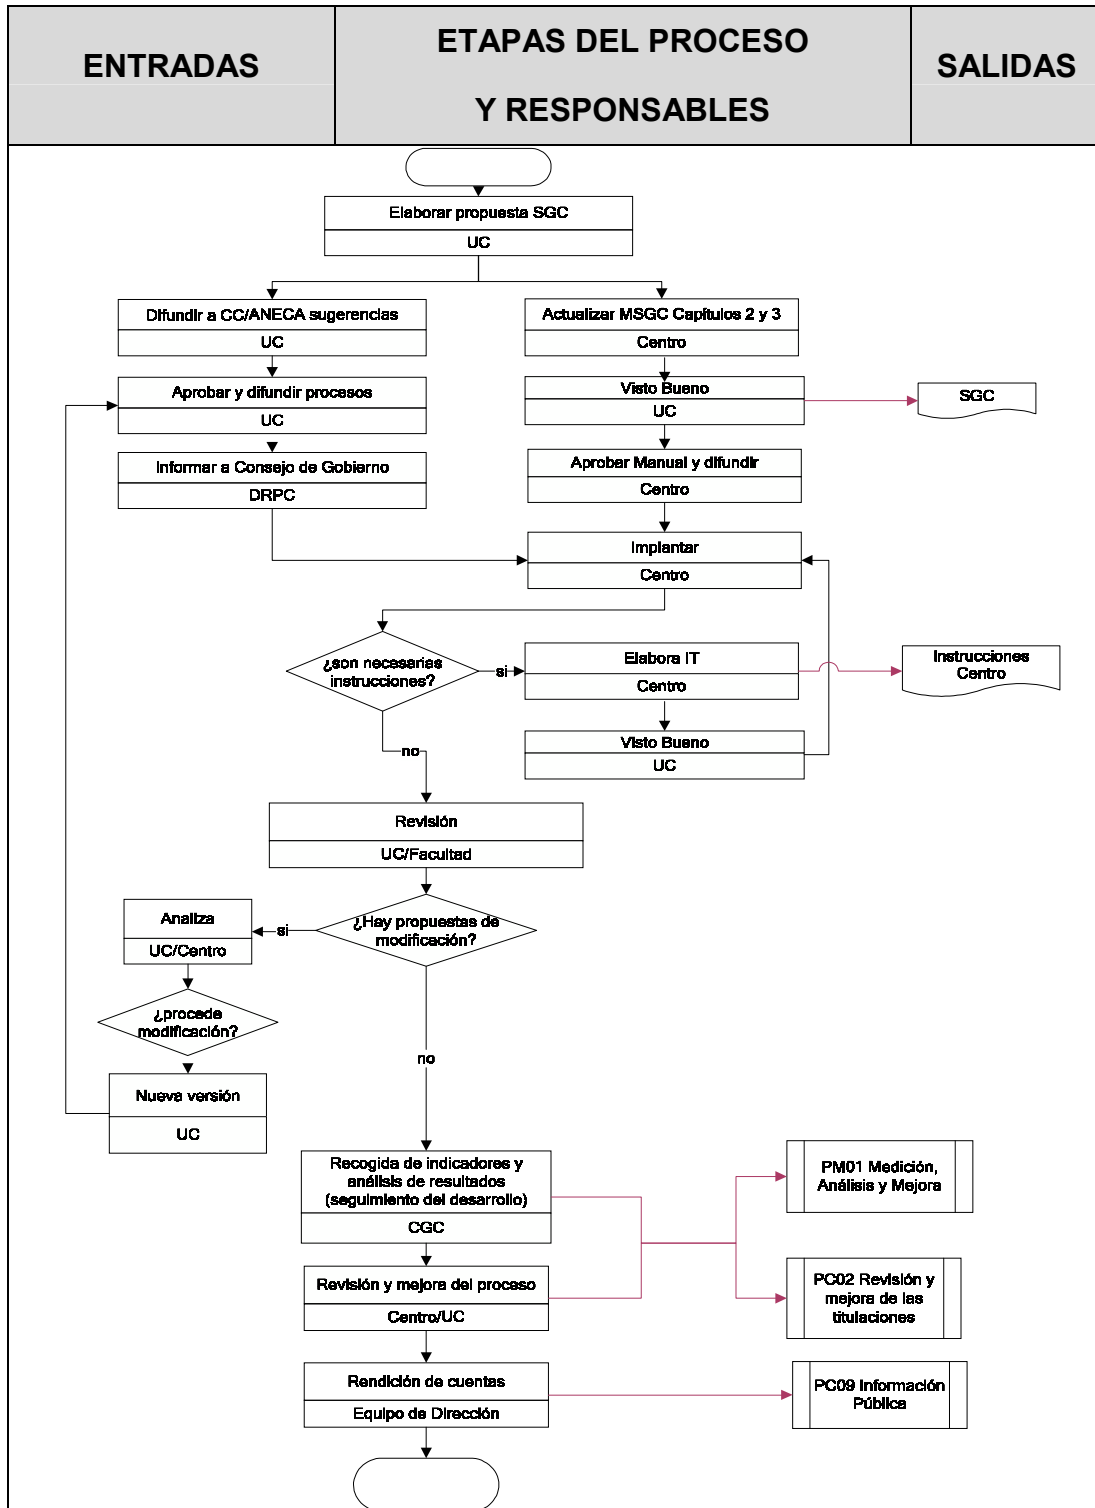 ENTRADAS
ETAPAS DEL PROCESO
Y RESPONSABLES
SALIDAS
Elaborar propuesta SGC
UC
Difundir a CC/ANECA sugerencias
UC
Actualizar MSGC Capítulos 2 y 3
Centro
Aprobar y difundir procesos
UC
Visto Bueno
UC
SGC
Informar a Consejo de Gobierno
DRPC
Aprobar Manual y difundir
Centro
Implantar
Centro
¿son necesarias
instrucciones?
si
Elabora IT
Centro
Instrucciones
Centro
Visto Bueno
UC
no
Revisión
UC/Facultad
¿Hay propuestas de
modificación?
si
Analiza
UC/Centro
¿procede
modificación?
Nueva versión
UC
no
Recogida de indicadores y
análisis de resultados
(seguimiento del desarrollo)
CGC
PM01 Medición,
Análisis y Mejora
Revisión y mejora del proceso
Centro/UC
PC02 Revisión y
mejora de las
titulaciones
Rendición de cuentas
Equipo de Dirección
PC09 Información
Pública